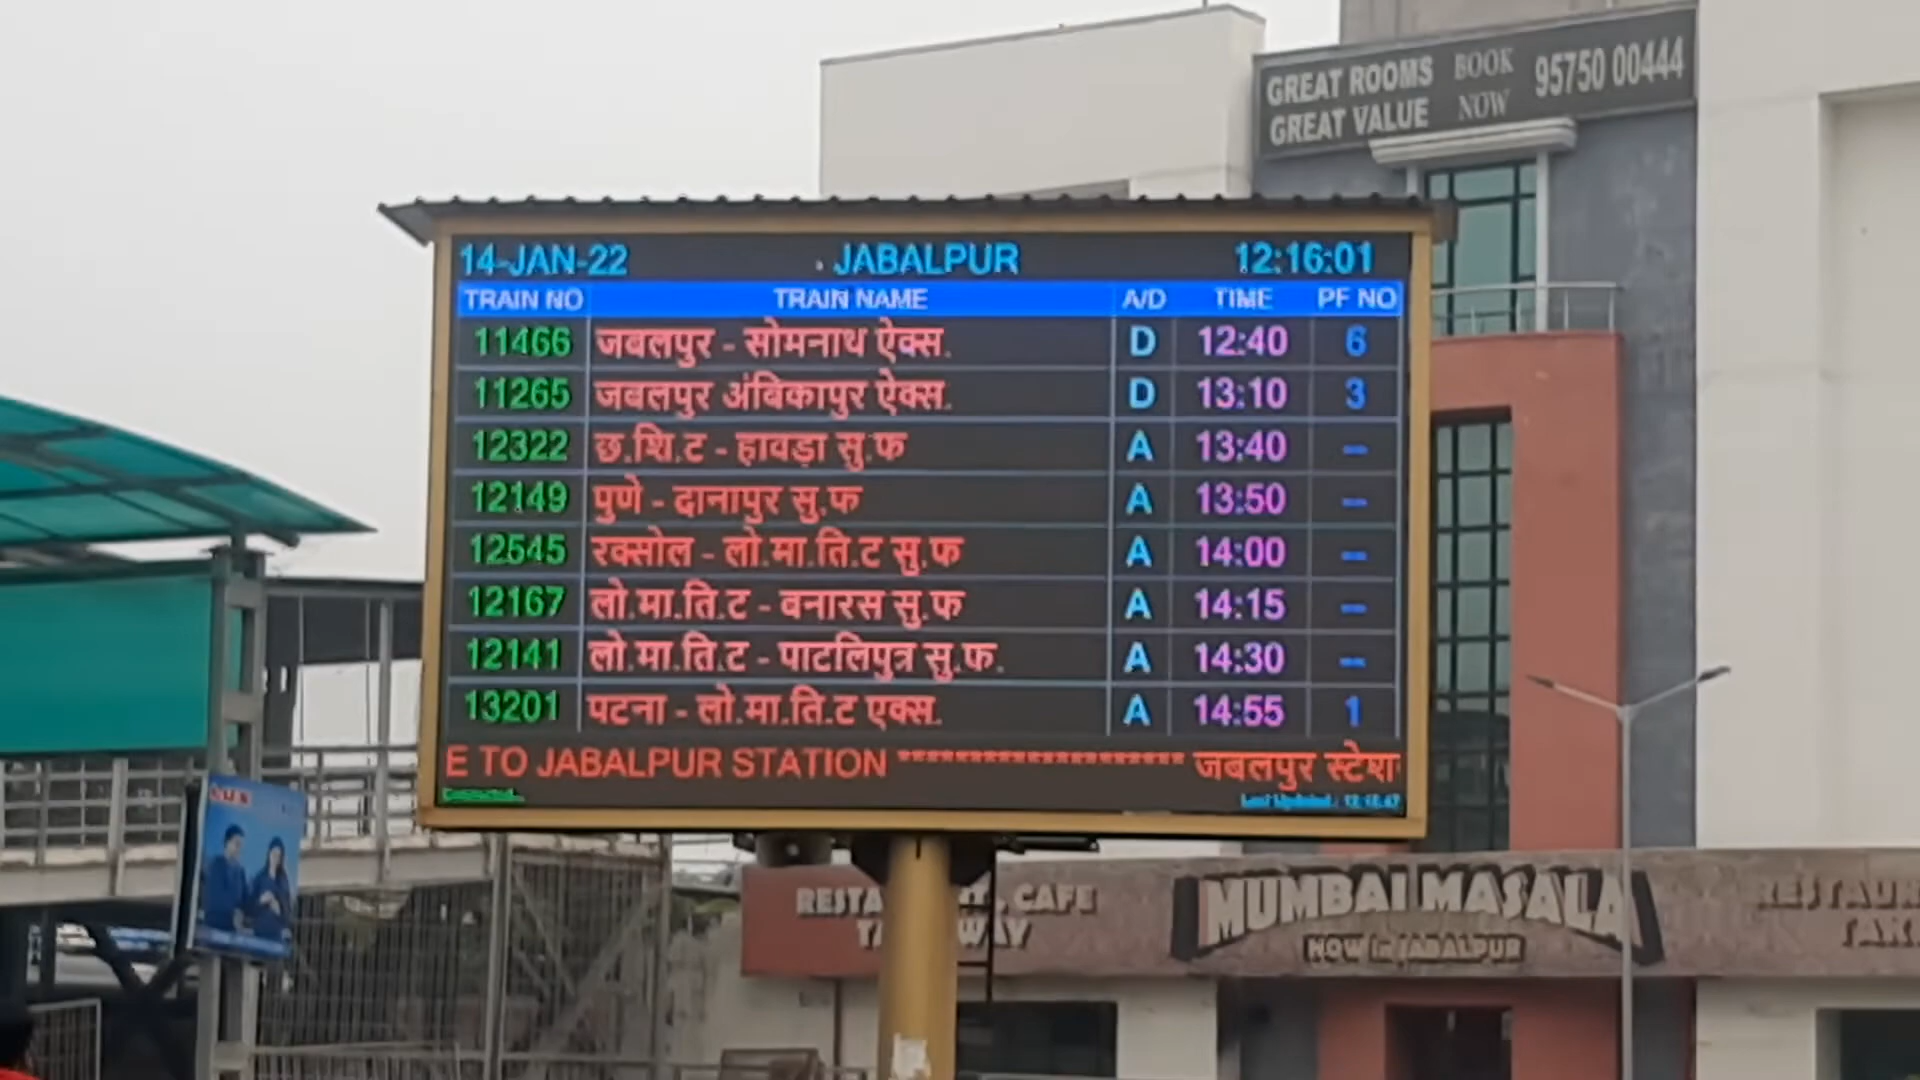 GREAT ROOMS BOOK 95750 00444
GREAT VALUE NOW
14-JAN-22 JABALPUR 12:16:01
TRAIN NO TRAIN NAME A/D TIME PF NO
11466 जबलपुर - सोमनाथ ऐक्स. D 12:40 6
11265 जबलपुर अंबिकापुर ऐक्स. D 13:10 3
12322 छ.शि.ट - हावड़ा सु.फ A 13:40 --
12149 पुणे - दानापुर सु.फ A 13:50 --
12545 रक्सोल - लो.मा.ति.ट सु.फ A 14:00 --
12167 लो.मा.ति.ट - बनारस सु.फ A 14:15 --
12141 लो.मा.ति.ट - पाटलिपुत्र सु.फ. A 14:30 --
13201 पटना - लो.मा.ति.ट एक्स. A 14:55 1
E TO JABALPUR STATION ******************** जबलपुर स्टेश
Last Updated :
CAFE
MUMBAI MASALA
NOW in JABALPUR